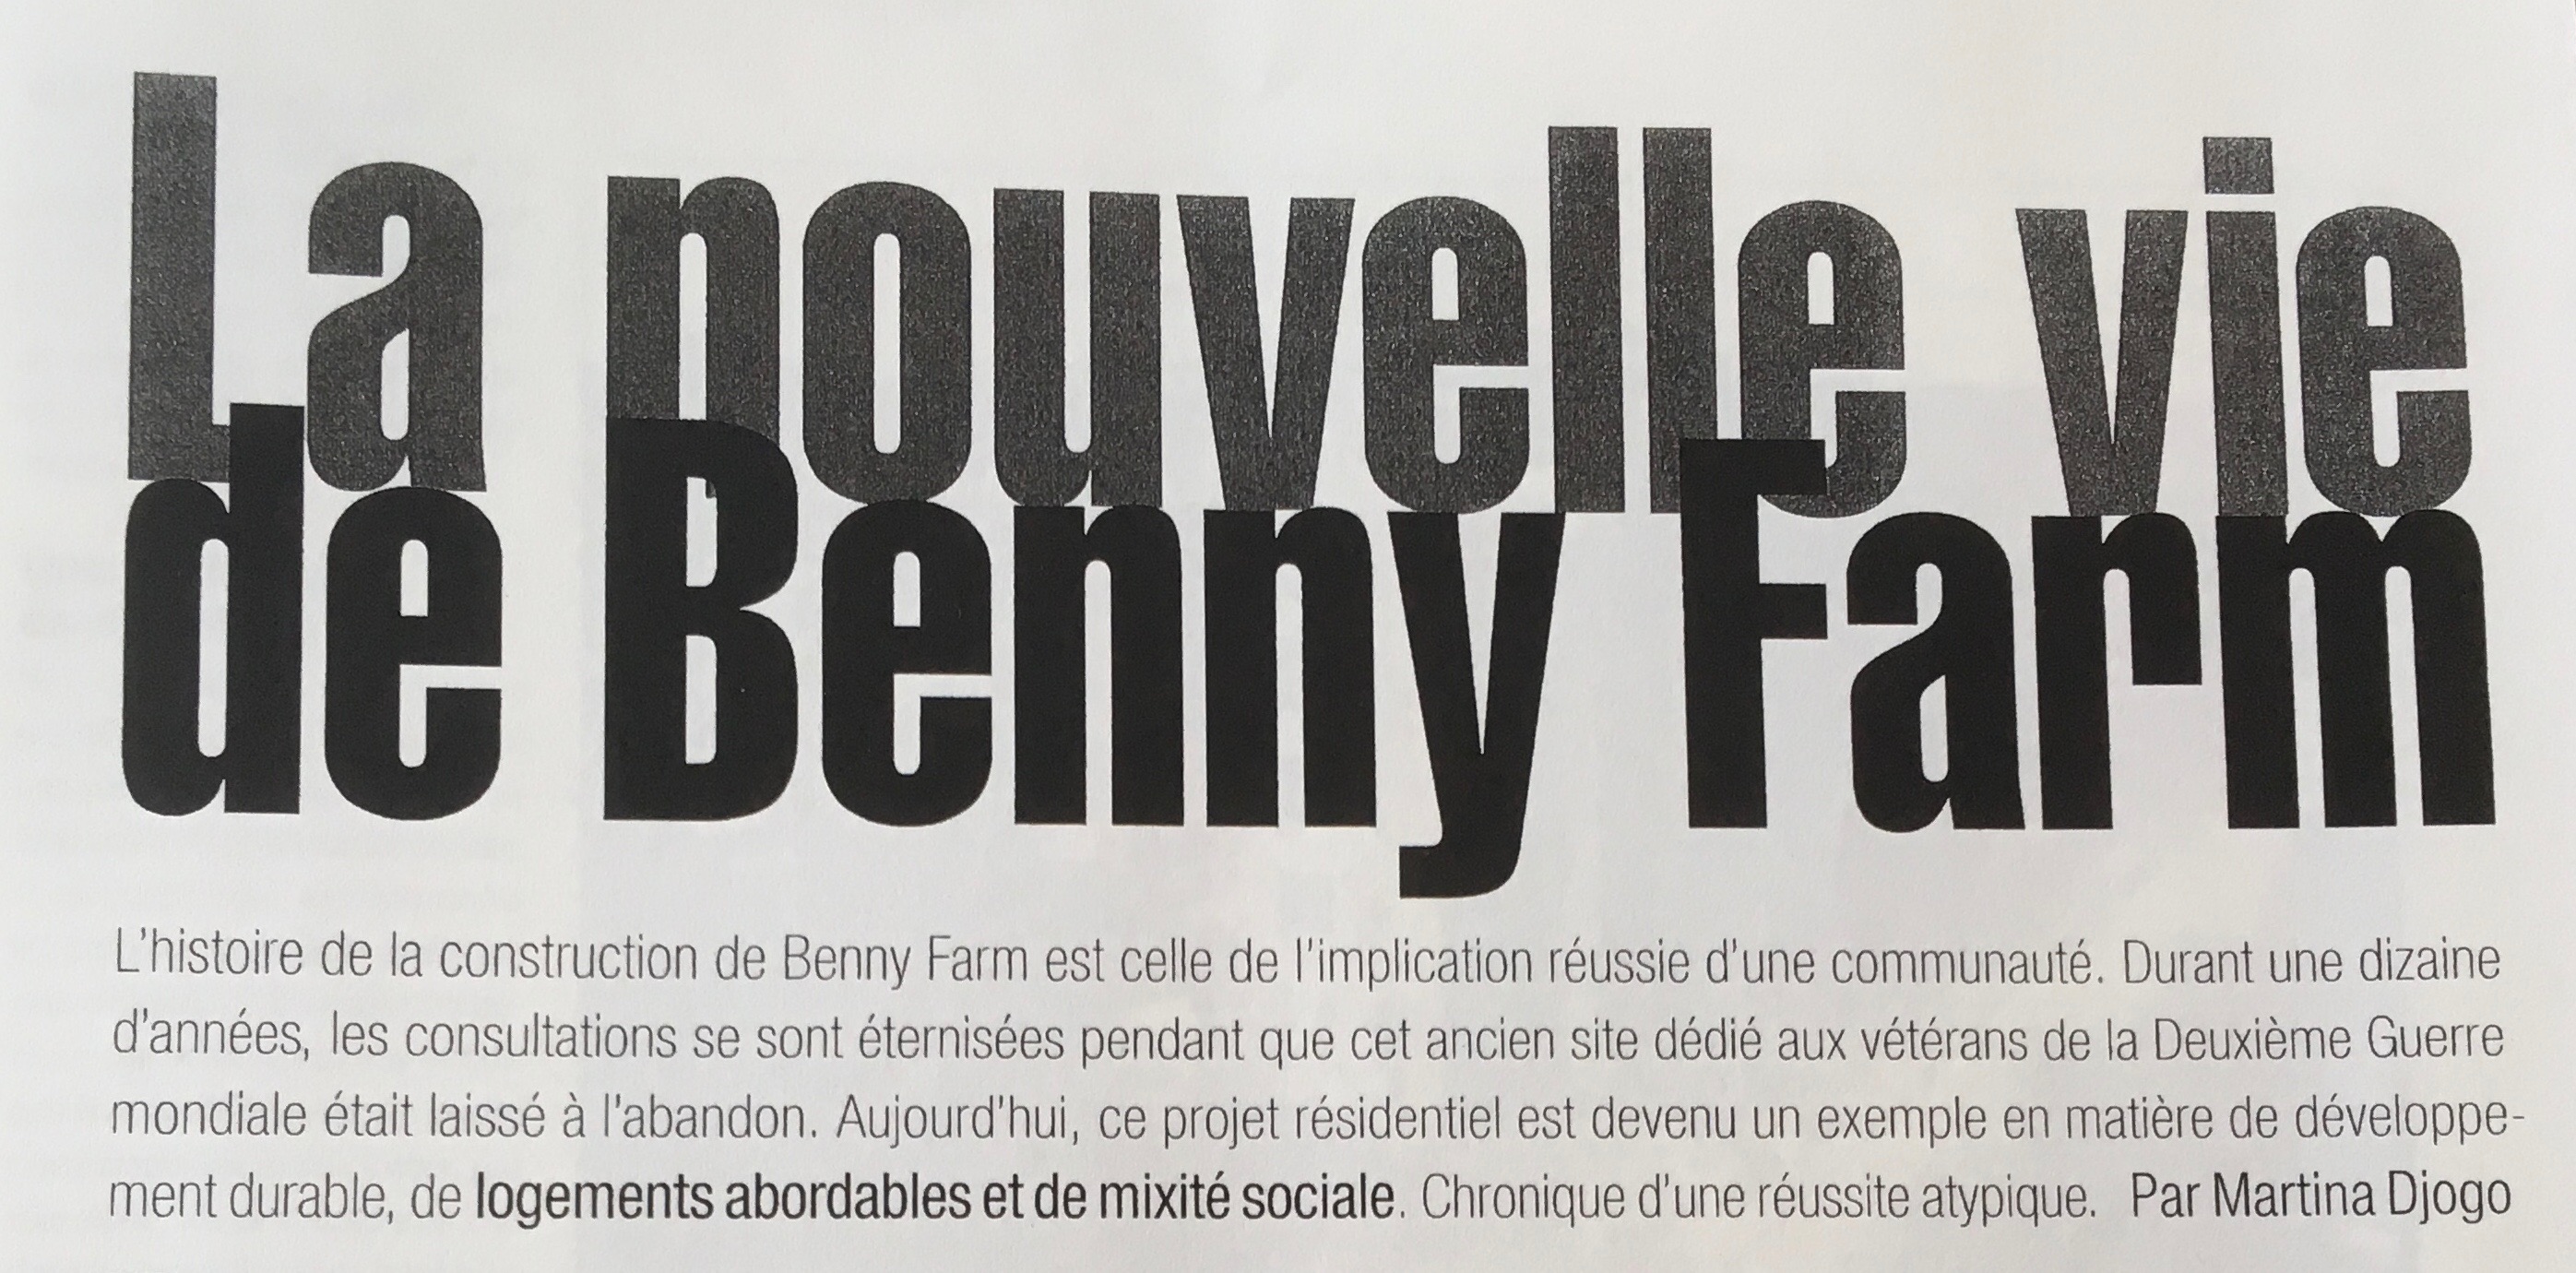 La nouvelle vie
de Benny Farm
L'histoire de la construction de Benny Farm est celle de l'implication réussie d'une communauté. Durant une dizaine
d'années, les consultations se sont éternisées pendant que cet ancien site dédié aux vétérans de la Deuxième Guerre
mondiale était laissé à l'abandon. Aujourd'hui, ce projet résidentiel est devenu un exemple en matière de développe-
ment durable, de logements abordables et de mixité sociale. Chronique d'une réussite atypique. Par Martina Djogo